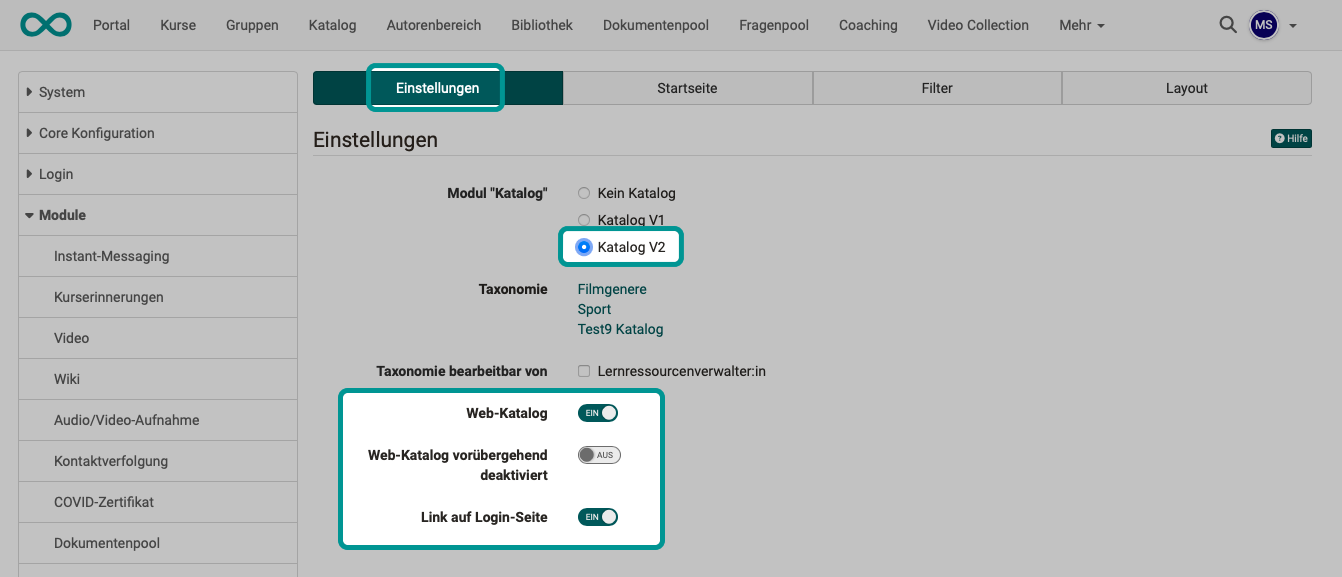 Portal Kurse Gruppen Katalog Autorenbereich Bibliothek Dokumentenpool Fragenpool Coaching Video Collection Mehr MS
System
Core Konfiguration
Login
Module
Instant-Messaging
Kurserinnerungen
Video
Wiki
Audio/Video-Aufnahme
Kontaktverfolgung
COVID-Zertifikat
Dokumentenpool
Einstellungen Startseite Filter Layout
Einstellungen ? Hilfe
Modul "Katalog" Kein Katalog
Katalog V1
Katalog V2
Taxonomie Filmgenere
Sport
Test9 Katalog
Taxonomie bearbeitbar von Lernressourcenverwalter:in
Web-Katalog EIN
Web-Katalog vorübergehend AUS
deaktiviert
Link auf Login-Seite EIN